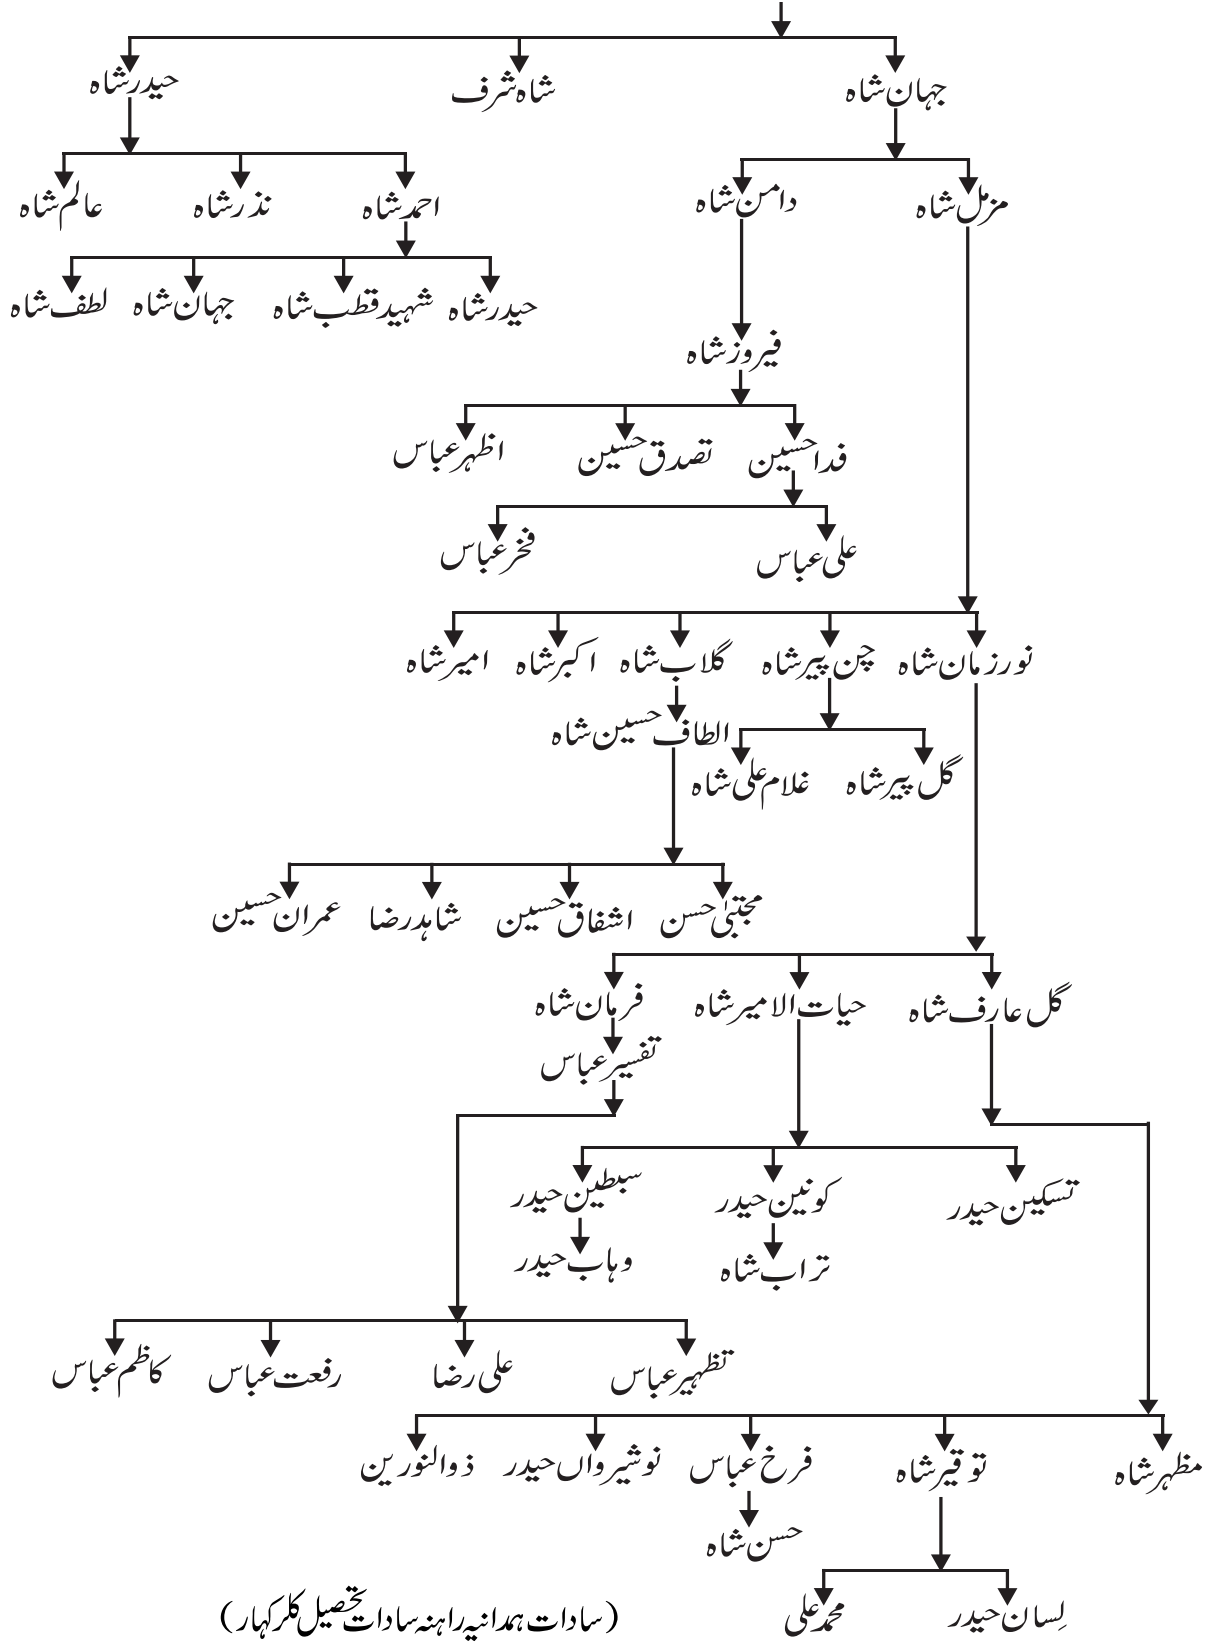 جہان شاہ شاہ شرف حیدر شاہ
مزمل شاہ دامن شاہ احمد شاہ نذر شاہ عالم شاہ
حیدر شاہ شہید قطب شاہ جہان شاہ لطف شاہ
فیروز شاہ
فدا حسین تصدق حسین اظہر عباس
علی عباس فخر عباس
نور زمان شاہ چن پیر شاہ گلاب شاہ اکبر شاہ امیر شاہ
الطاف حسین شاہ
گل پیر شاہ غلام علی شاہ
مجتبیٰ حسن اشفاق حسین شاہد رضا عمران حسین
گل عارف شاہ حیات الامیر شاہ فرمان شاہ
تفسیر عباس
تسکین حیدر کونین حیدر سبطین حیدر
تراب شاہ وہاب حیدر
تظہیر عباس علی رضا رفعت عباس کاظم عباس
مظہر شاہ توقیر شاہ فرخ عباس نوشیرواں حیدر ذوالنورین
حسن شاہ
لِسان حیدر محمد علی
(سادات ہمدانیہ راہنہ سادات تحصیل کلر کہار)